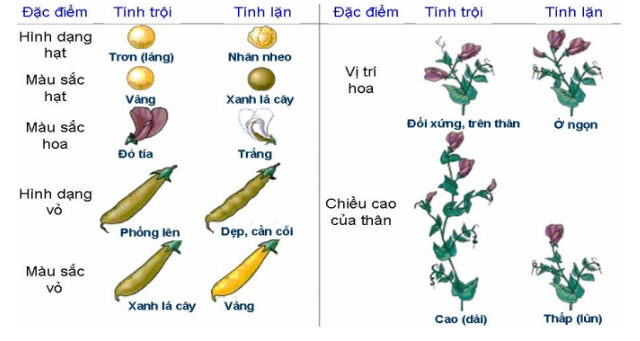 Đặc điểm Tính trội Tính lặn
Hình dạng hạt
Trơn (láng) Nhăn nheo
Màu sắc hạt
Vàng Xanh lá cây
Màu sắc hoa
Đỏ tía Trắng
Hình dạng vỏ
Phồng lên Dẹp, cằn cỗi
Màu sắc vỏ
Xanh lá cây Vàng
Đặc điểm Tính trội Tính lặn
Vị trí hoa
Đối xứng, trên thân Ở ngọn
Chiều cao của thân
Cao (dài) Thấp (lùn)